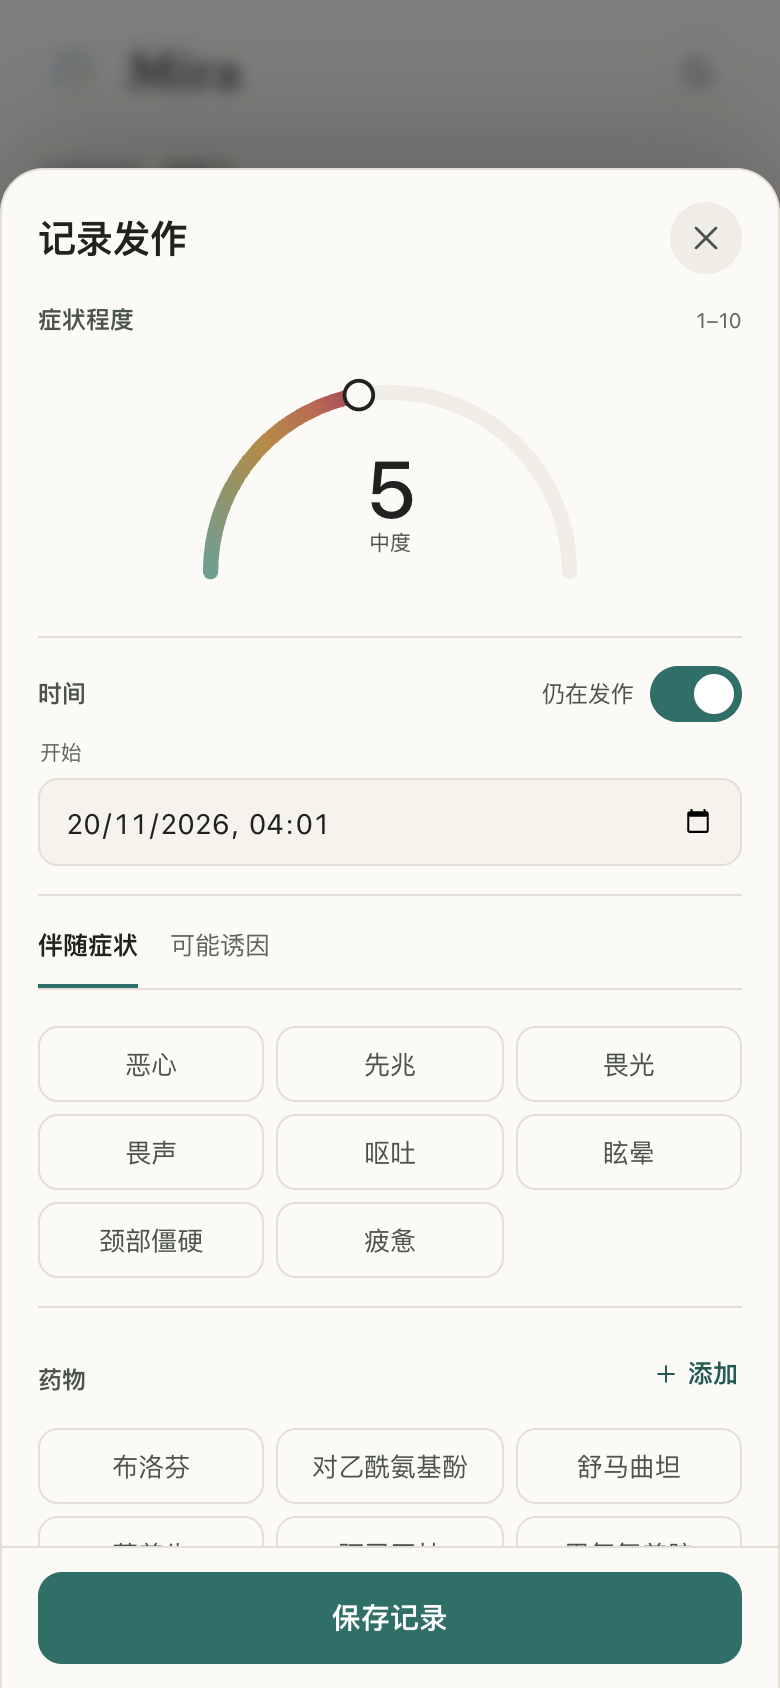 Mira
记录发作
症状程度 1–10
5
中度
时间 仍在发作
开始
20/11/2026, 04:01
伴随症状 可能诱因
恶心 先兆 畏光
畏声 呕吐 眩晕
颈部僵硬 疲惫
药物 + 添加
布洛芬 对乙酰氨基酚 舒马曲坦
保存记录